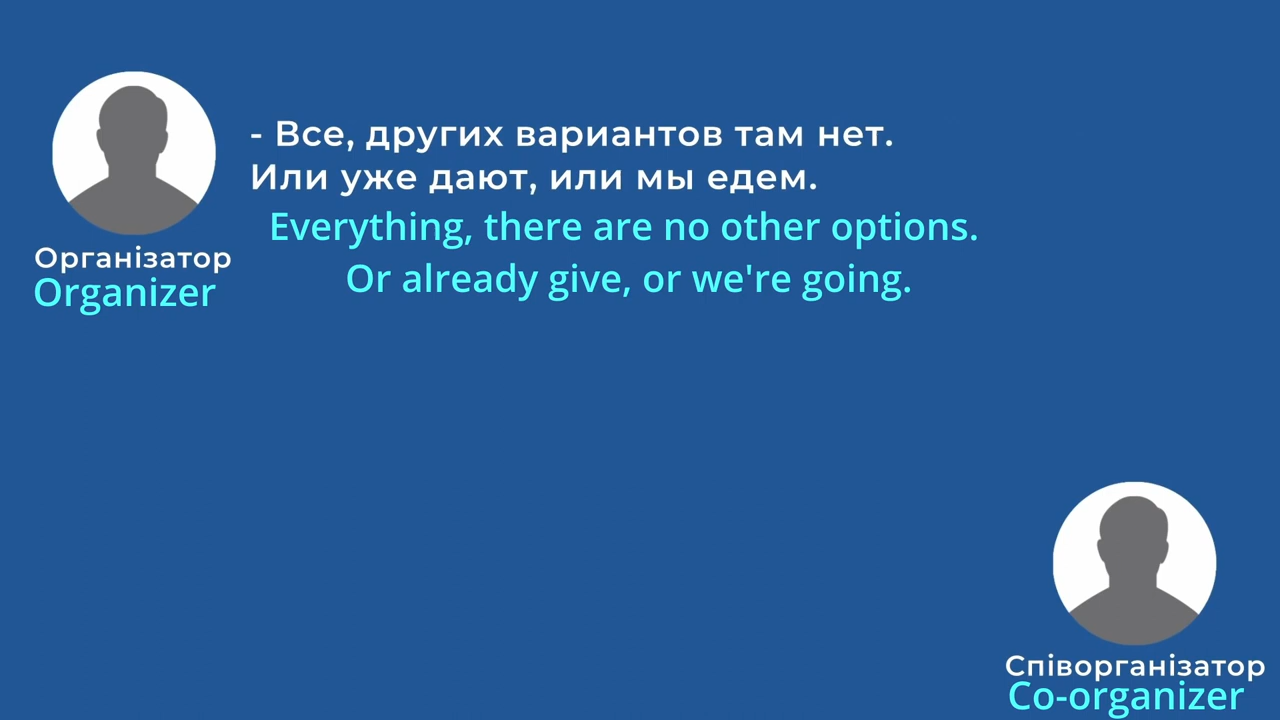 - Все, других вариантов там нет.
Или уже дают, или мы едем.
Everything, there are no other options.
Or already give, or we're going.
Організатор
Organizer
Співорганізатор
Co-organizer